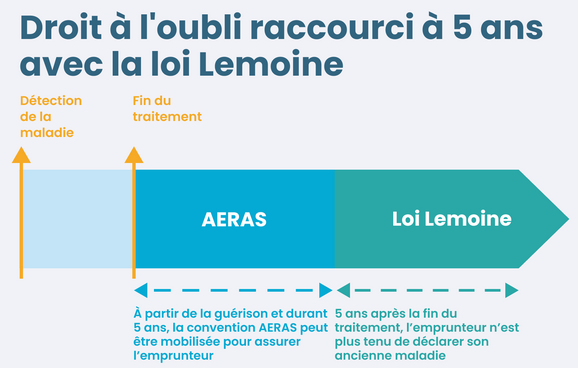 Droit à l'oubli raccourci à 5 ans
avec la loi Lemoine
Détection
de la
maladie
Fin du
traitement
AERAS
Loi Lemoine
À partir de la guérison et durant
5 ans, la convention AERAS peut
être mobilisée pour assurer
l’emprunteur
5 ans après la fin du
traitement, l’emprunteur n’est
plus tenu de déclarer son
ancienne maladie